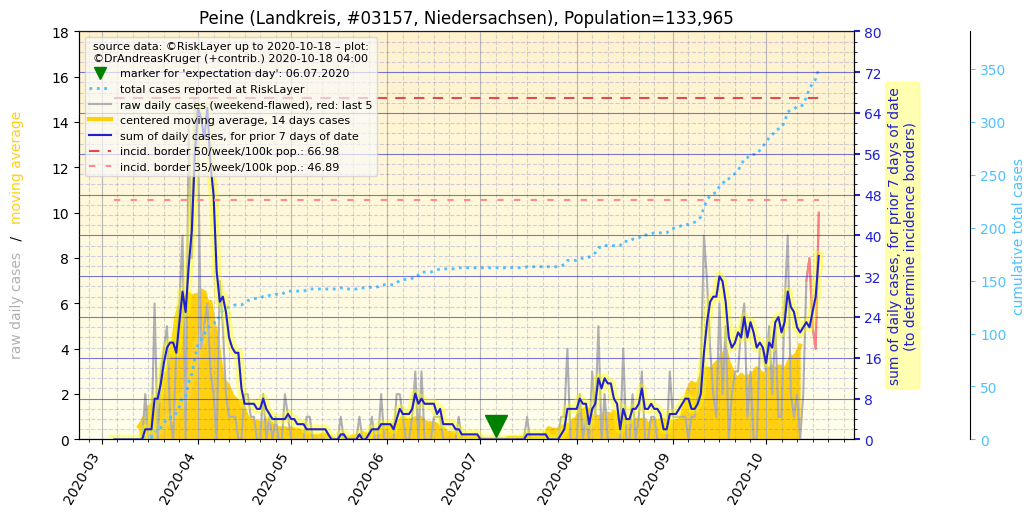 Peine (Landkreis, #03157, Niedersachsen), Population=133,965
source data: ©RiskLayer up to 2020-10-18 – plot:
©DrAndreasKruger (+contrib.) 2020-10-18 04:00
marker for 'expectation day': 06.07.2020
total cases reported at RiskLayer
raw daily cases (weekend-flawed), red: last 5
centered moving average, 14 days cases
sum of daily cases, for prior 7 days of date
incid. border 50/week/100k pop.: 66.98
incid. border 35/week/100k pop.: 46.89
raw daily cases / moving average
18
16
14
12
10
8
6
4
2
0
2020-03
2020-04
2020-05
2020-06
2020-07
2020-08
2020-09
2020-10
80
72
64
56
48
40
32
24
16
8
0
sum of daily cases, for prior 7 days of date
(to determine incidence borders)
350
300
250
200
150
100
50
0
cumulative total cases